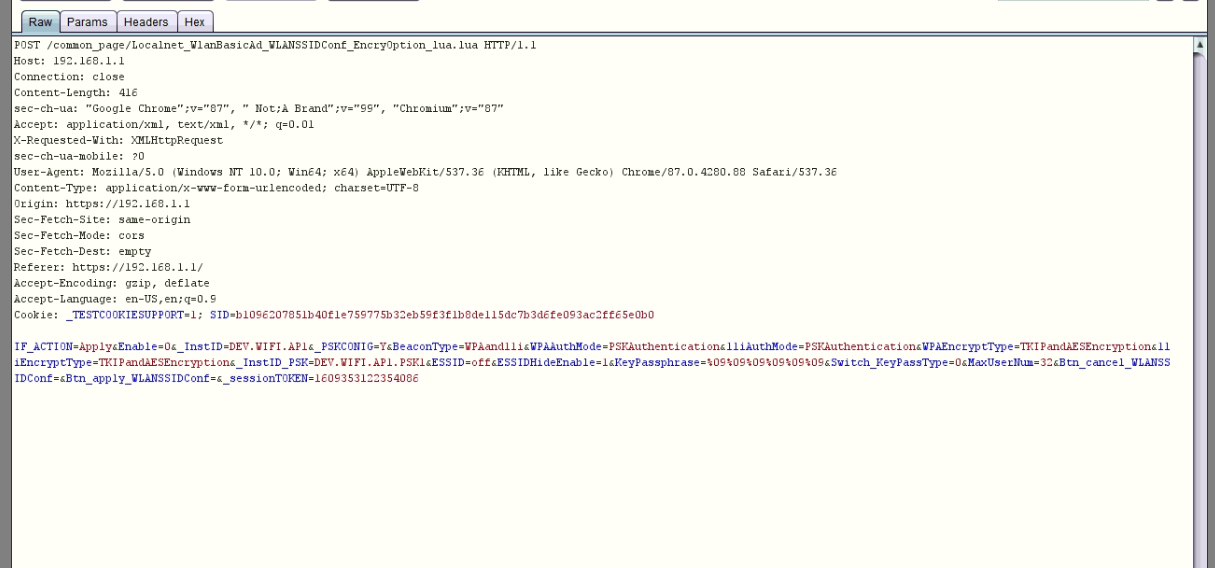 Raw Params Headers Hex
POST /common_page/Localnet_WlanBasicAd_WLANSSIDConf_EncryOption_lua.lua HTTP/1.1
Host: 192.168.1.1
Connection: close
Content-Length: 416
sec-ch-ua: "Google Chrome";v="87", " Not;A Brand";v="99", "Chromium";v="87"
Accept: application/xml, text/xml, */*; q=0.01
X-Requested-With: XMLHttpRequest
sec-ch-ua-mobile: ?0
User-Agent: Mozilla/5.0 (Windows NT 10.0; Win64; x64) AppleWebKit/537.36 (KHTML, like Gecko) Chrome/87.0.4280.88 Safari/537.36
Content-Type: application/x-www-form-urlencoded; charset=UTF-8
Origin: https://192.168.1.1
Sec-Fetch-Site: same-origin
Sec-Fetch-Mode: cors
Sec-Fetch-Dest: empty
Referer: https://192.168.1.1/
Accept-Encoding: gzip, deflate
Accept-Language: en-US,en;q=0.9
Cookie: _TESTCOOKIESUPPORT=1; SID=b1096207851b40f1e759775b32eb59f3f1b8de115dc7b3d6fe093ac2ff65e0b0
IF_ACTION=Apply&Enable=0&_InstID=DEV.WIFI.AP1&_PSKCONIG=Y&BeaconType=WPAand11i&WPAAuthMode=PSKAuthentication&11iAuthMode=PSKAuthentication&WPAEncryptType=TKIPandAESEncryption&11
iEncryptType=TKIPandAESEncryption&_InstID_PSK=DEV.WIFI.AP1.PSK1&ESSID=off&ESSIDHideEnable=1&KeyPassphrase=%09%09%09%09%09%09&Switch_KeyPassType=0&MaxUserNum=32&Btn_cancel_WLANSS
IDConf=&Btn_apply_WLANSSIDConf=&_sessionTOKEN=1609353122354086